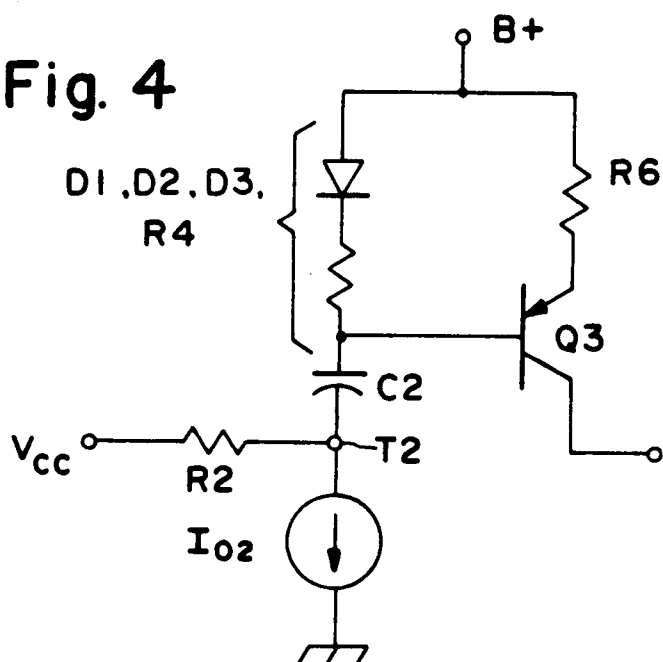 Fig. 4
B+
D1, D2, D3,
R4
R6
Q3
C2
Vcc
R2
T2
I02